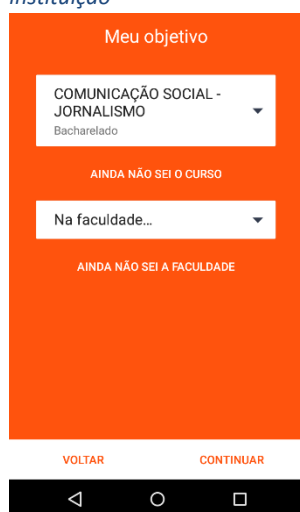 instituição
Meu objetivo
COMUNICAÇÃO SOCIAL -
JORNALISMO
Bacharelado
AINDA NÃO SEI O CURSO
Na faculdade...
AINDA NÃO SEI A FACULDADE
VOLTAR CONTINUAR